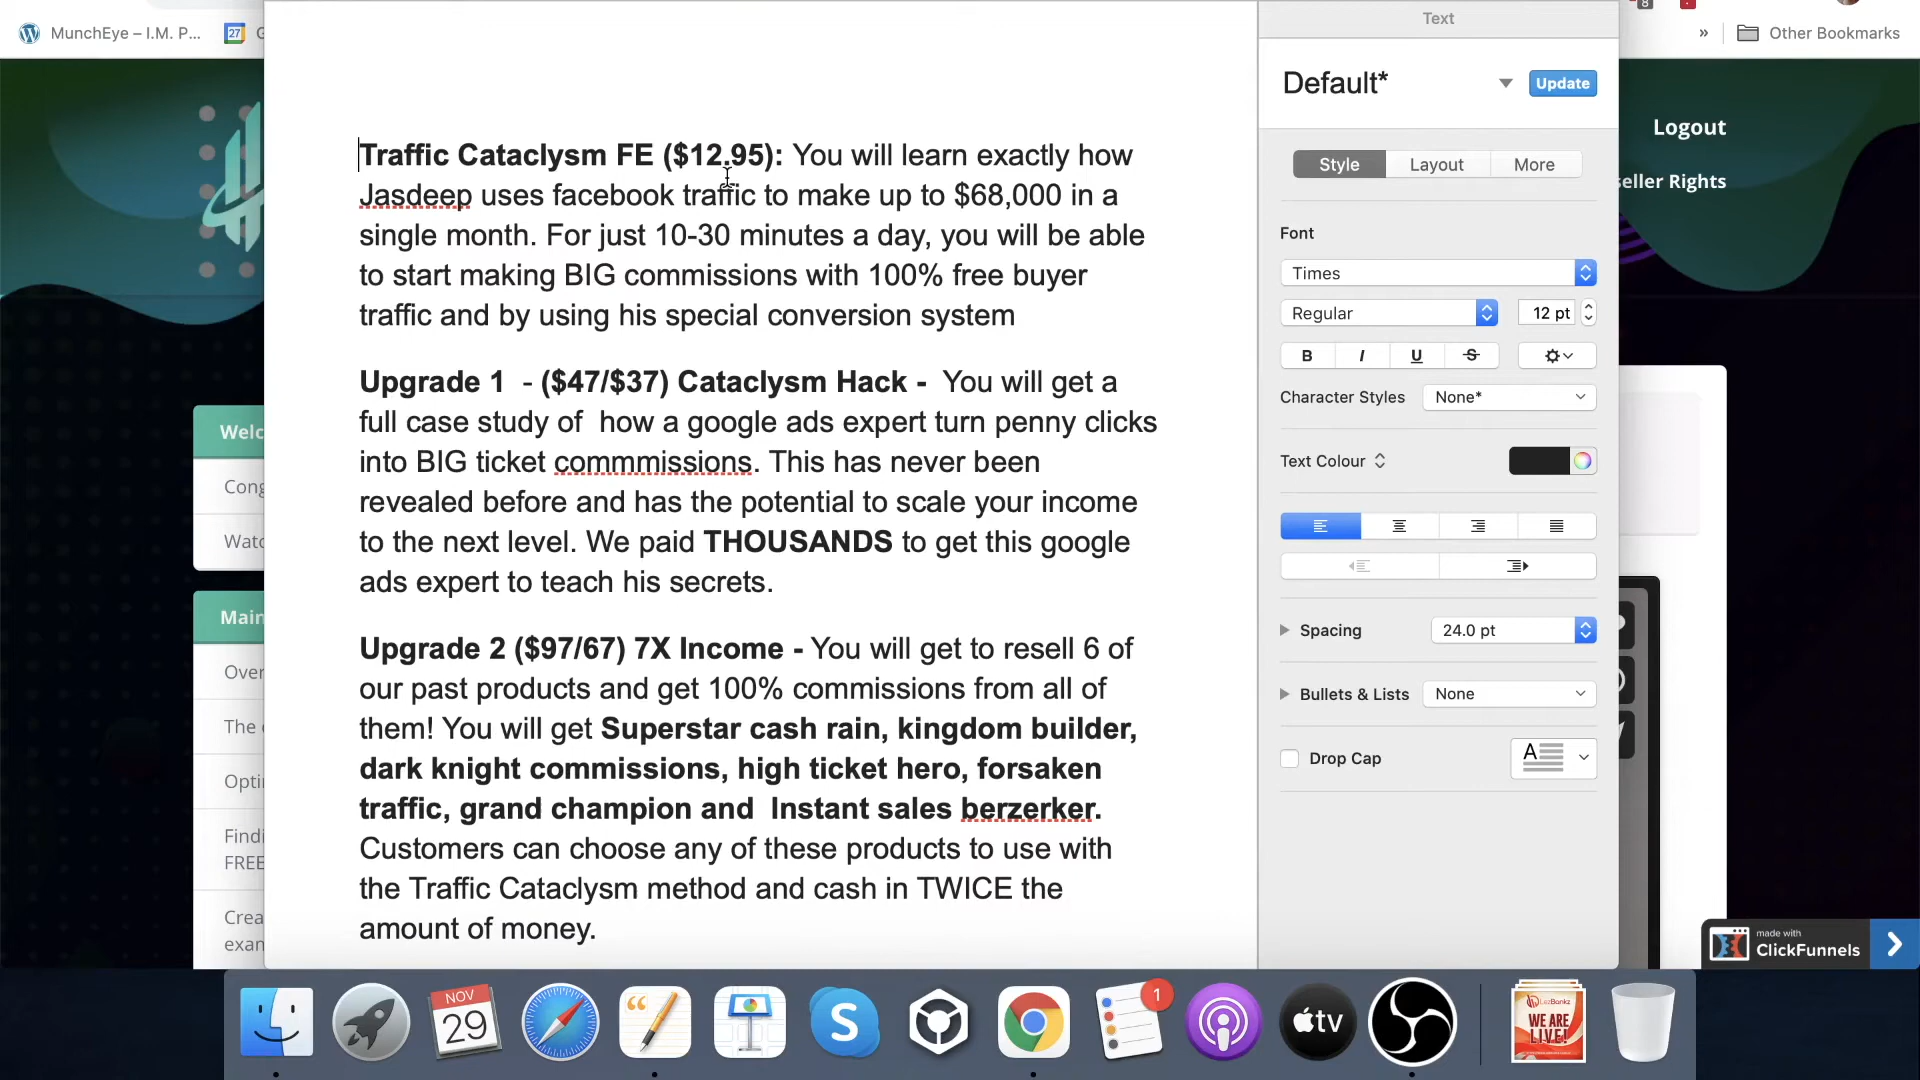 MunchEye – I.M. P...
27
8
»
Other Bookmarks
Logout
eller Rights
Welc
Cong
Watc
Main
Over
The
Opti
Findi
FREE
Crea
exan
Traffic Cataclysm FE ($12.95): You will learn exactly how
Jasdeep uses facebook traffic to make up to $68,000 in a
single month. For just 10-30 minutes a day, you will be able
to start making BIG commissions with 100% free buyer
traffic and by using his special conversion system
Upgrade 1 - ($47/$37) Cataclysm Hack - You will get a
full case study of how a google ads expert turn penny clicks
into BIG ticket commmissions. This has never been
revealed before and has the potential to scale your income
to the next level. We paid THOUSANDS to get this google
ads expert to teach his secrets.
Upgrade 2 ($97/67) 7X Income - You will get to resell 6 of
our past products and get 100% commissions from all of
them! You will get Superstar cash rain, kingdom builder,
dark knight commissions, high ticket hero, forsaken
traffic, grand champion and Instant sales berzerker.
Customers can choose any of these products to use with
the Traffic Cataclysm method and cash in TWICE the
amount of money.
Text
Default*
Update
Style Layout More
Font
Times
Regular 12 pt
B I U S
Character Styles None*
Text Colour
Spacing 24.0 pt
Bullets & Lists None
Drop Cap A
made with
ClickFunnels
NOV
29
S
1
tv
WE ARE
LIVE!